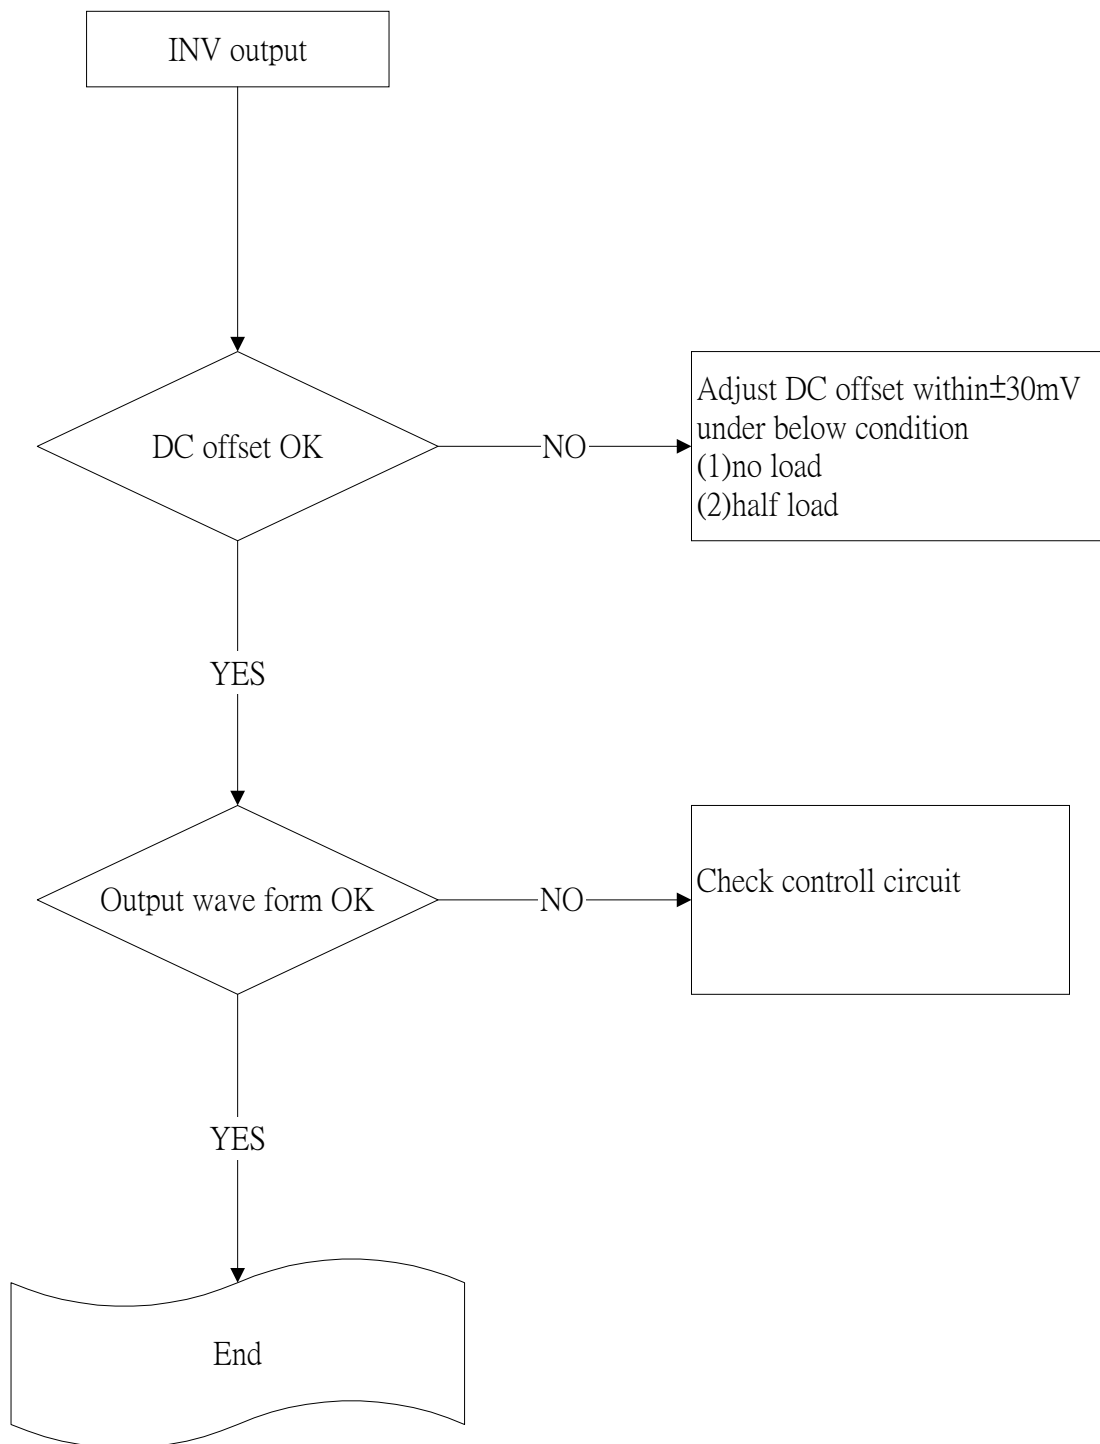 INV output
DC offset OK
NO
Adjust DC offset within±30mV
under below condition
(1)no load
(2)half load
YES
Output wave form OK
NO
Check controll circuit
YES
End